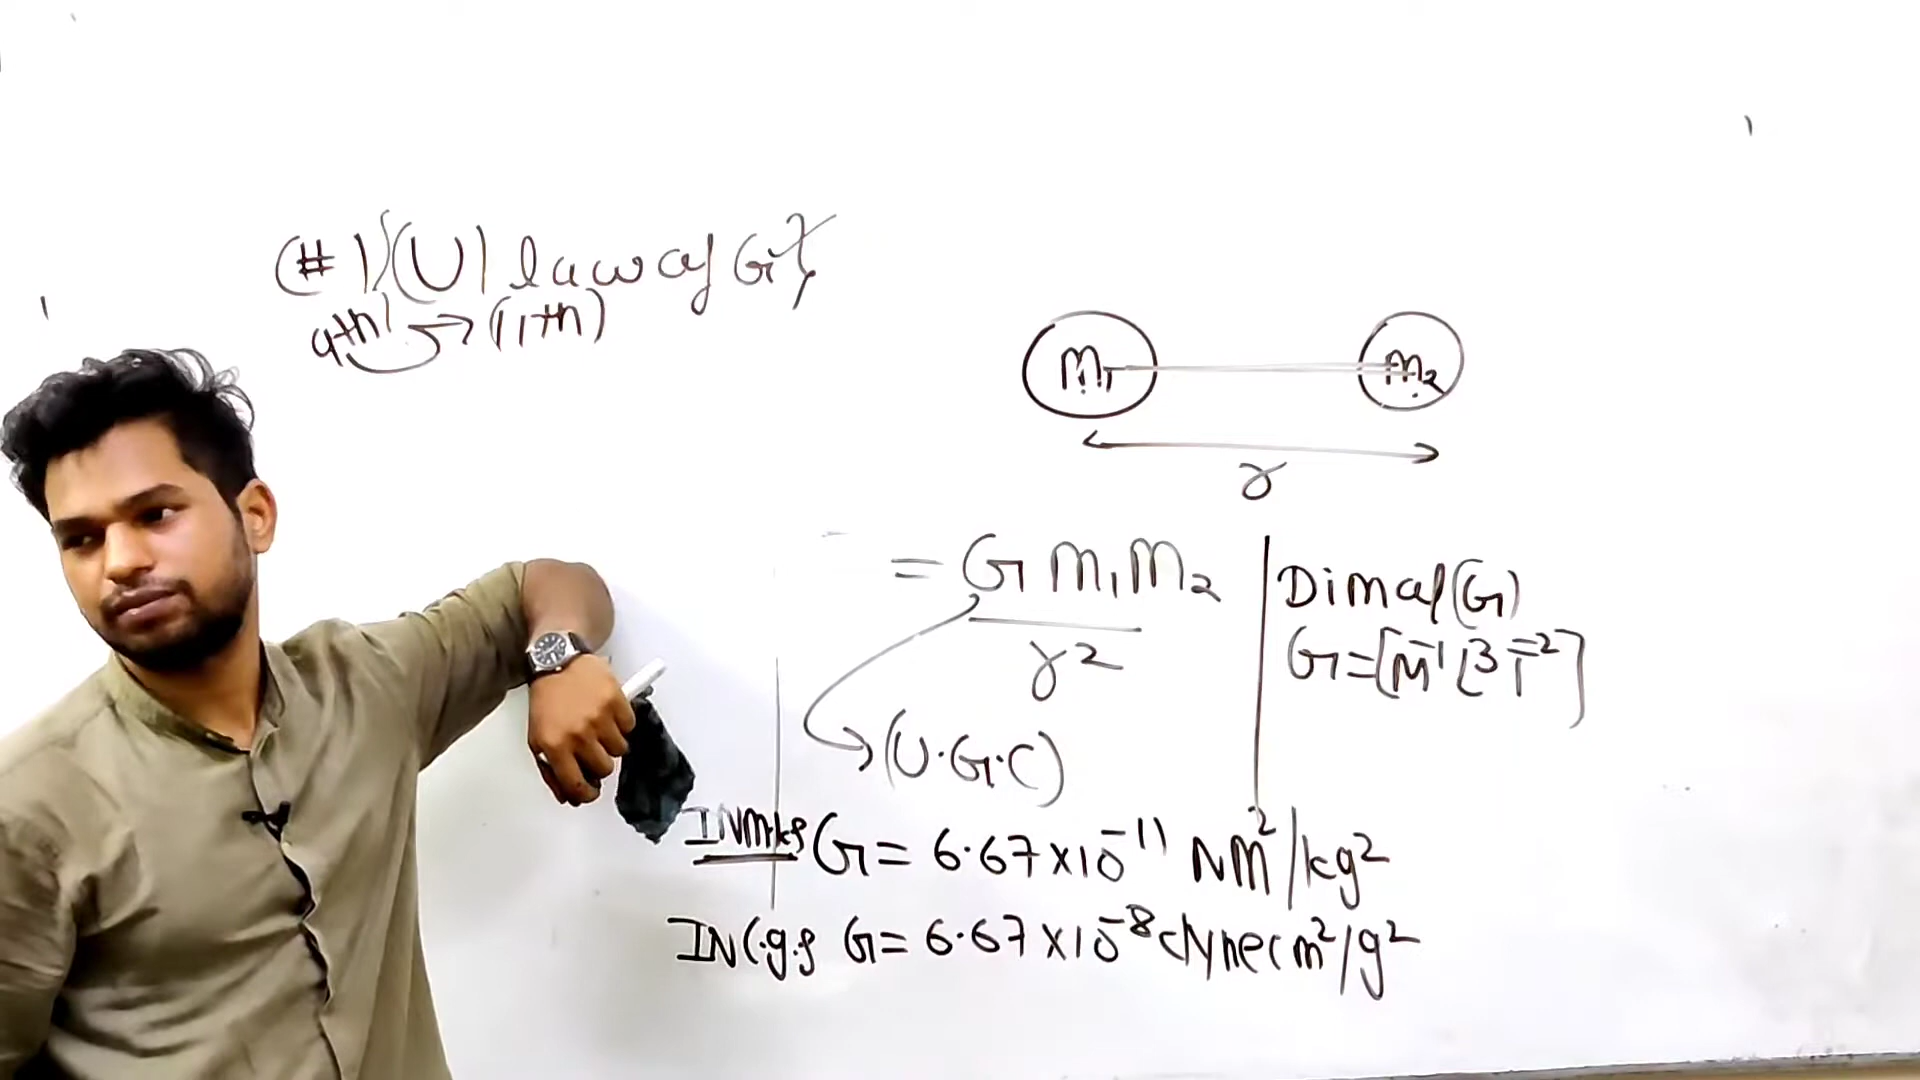 (# 1) {(U) law of G}
9th) → (11th)
m₁ m₂
r
= G m₁m₂ / r²
Dim of (G)
G = [M⁻¹ L³ T⁻²]
→ (U.G.C)
IN mks G = 6.67 × 10⁻¹¹ Nm²/kg²
IN C.g.s G = 6.67 × 10⁻⁸ dyne cm²/g²